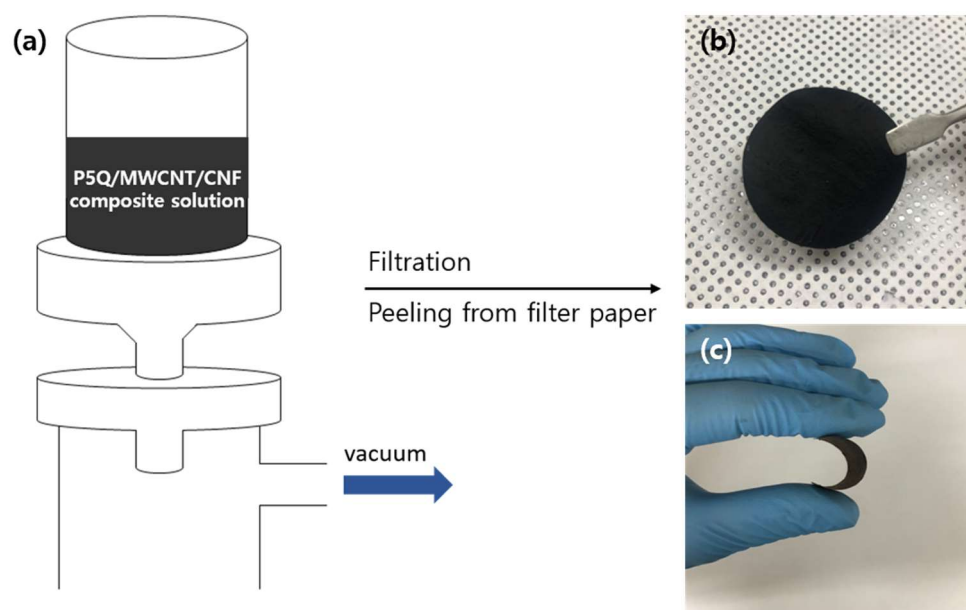 (a)
P5Q/MWCNT/CNF
composite solution
vacuum
Filtration
Peeling from filter paper
(b)
(c)